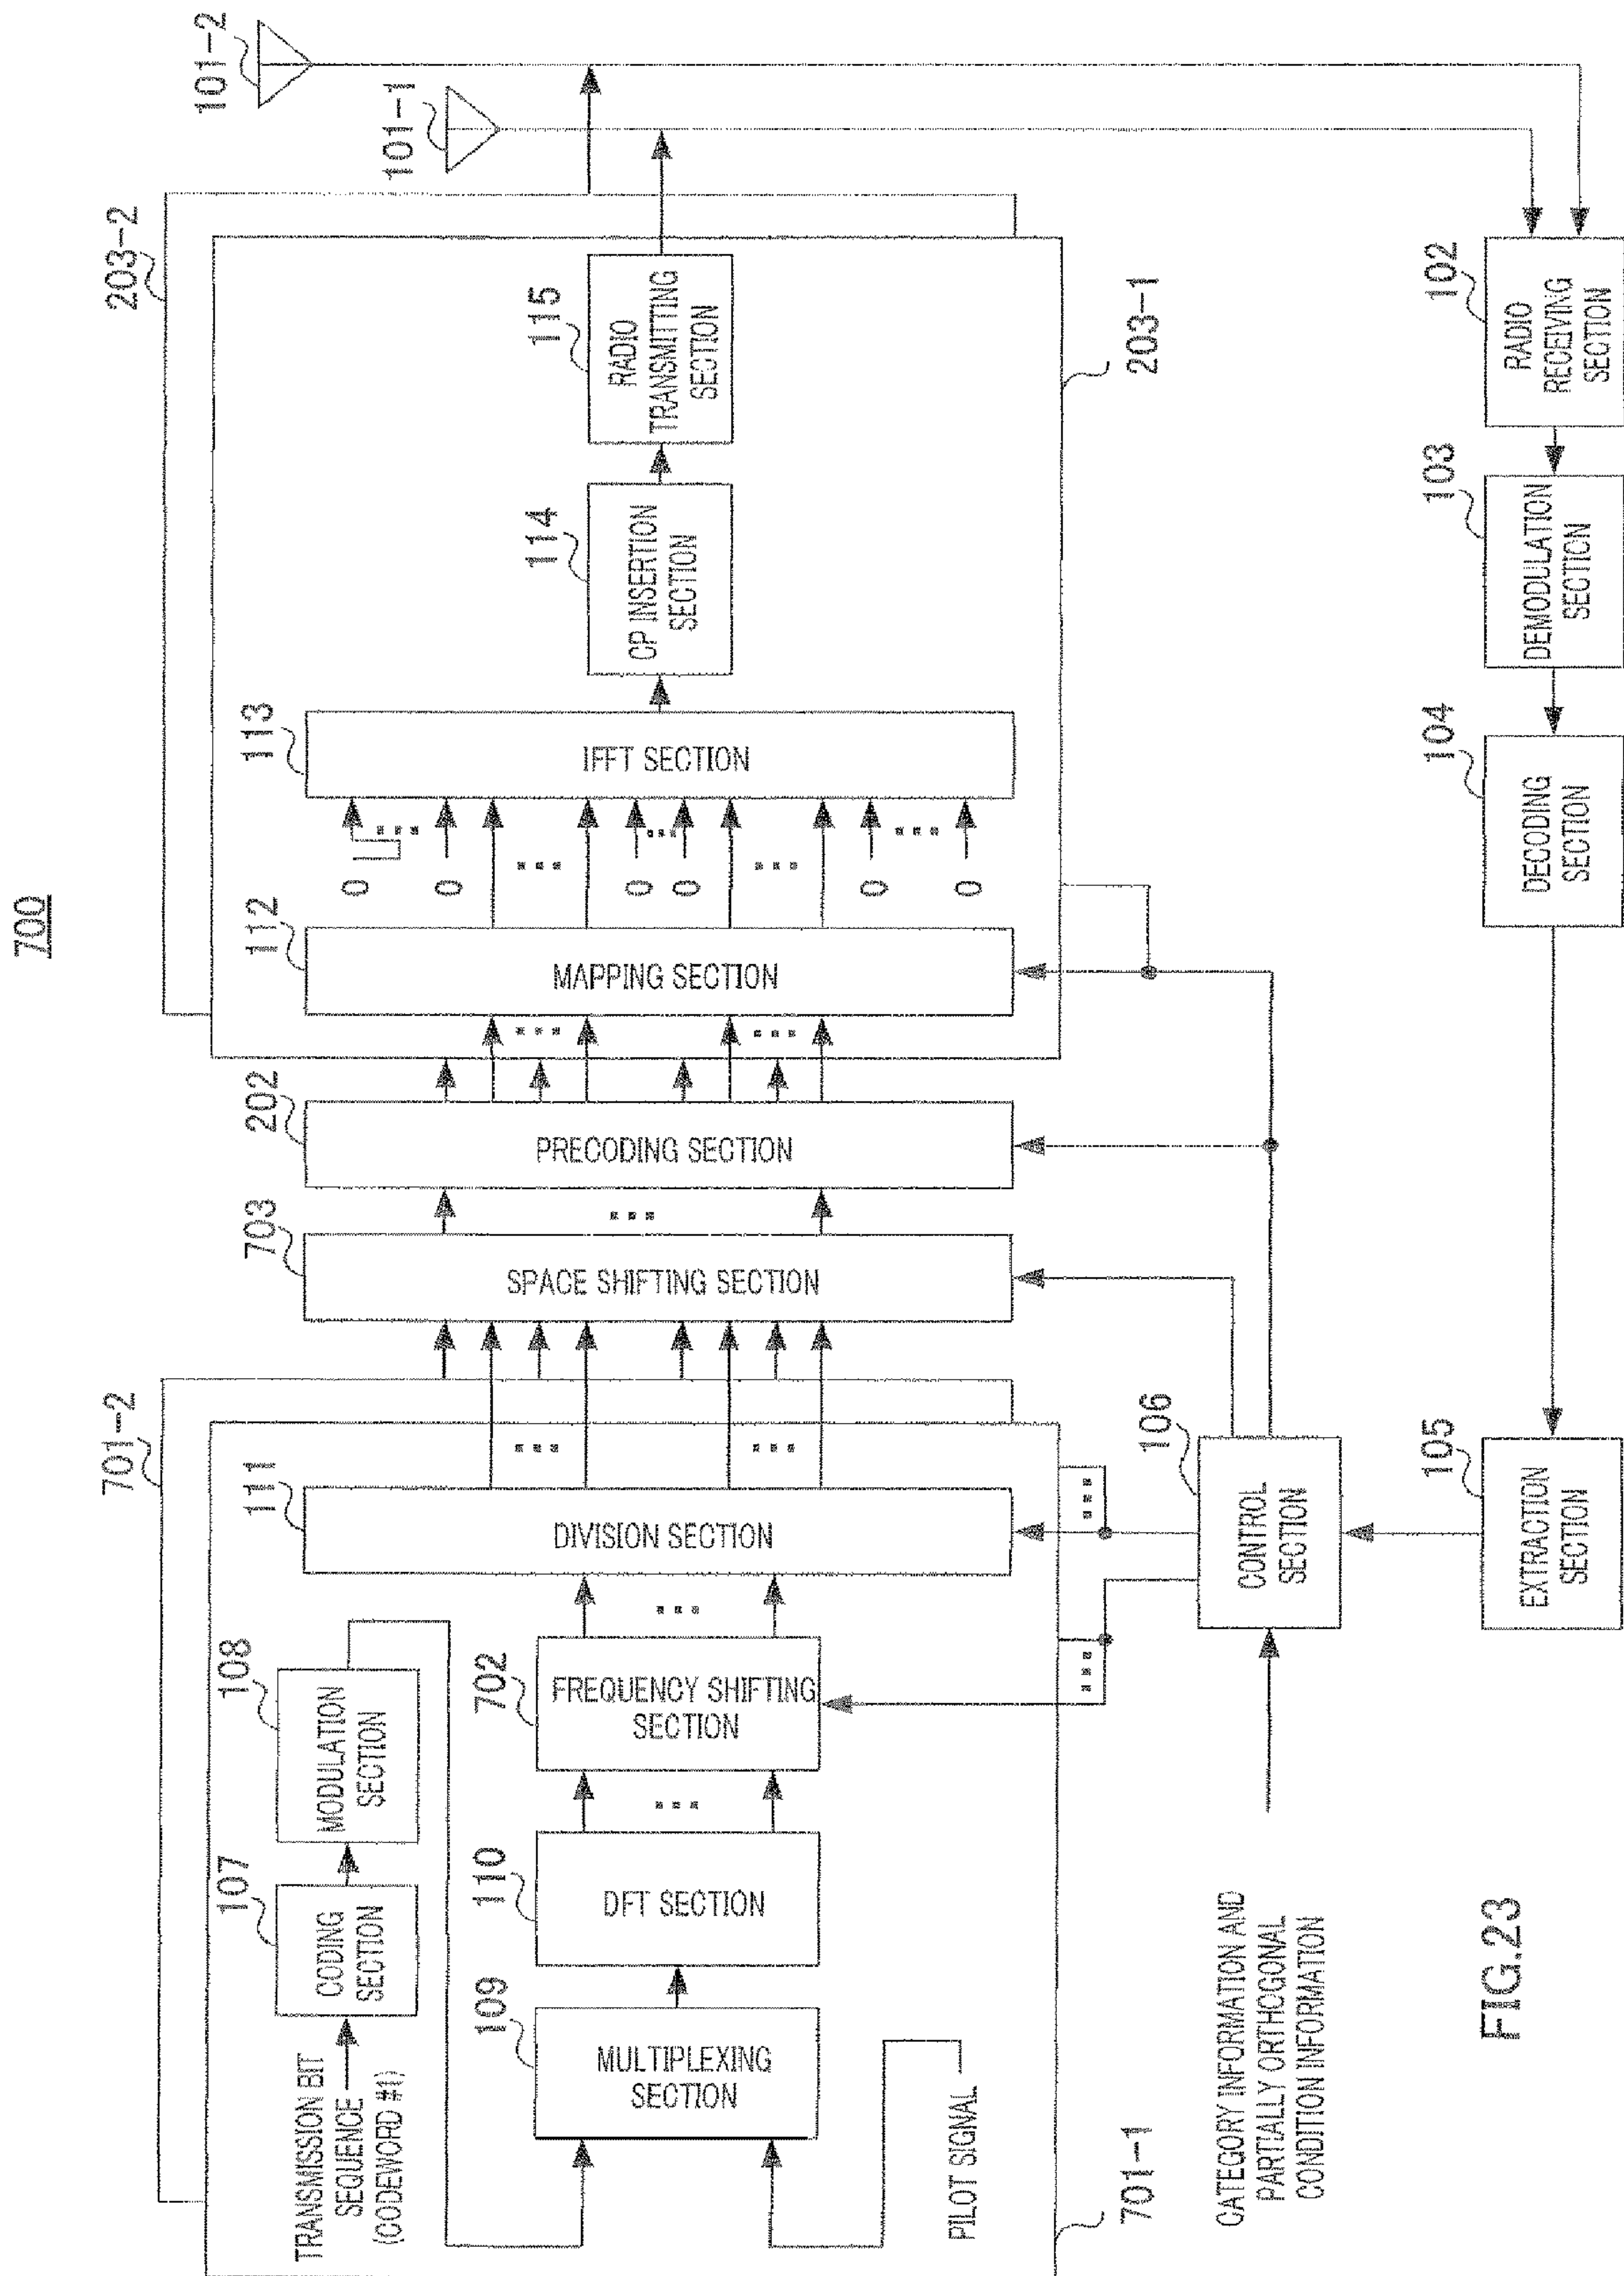 700
701-2
701-1
TRANSMISSION BIT
SEQUENCE
(CODEWORD #1)
107
CODING
SECTION
108
MODULATION
SECTION
109
MULTIPLEXING
SECTION
PILOT SIGNAL
110
DFT SECTION
702
FREQUENCY SHIFTING
SECTION
111
DIVISION SECTION
703
SPACE SHIFTING SECTION
202
PRECODING SECTION
203-2
203-1
112
MAPPING SECTION
0
0
0
0
0
0
113
IFFT SECTION
114
CP INSERTION
SECTION
115
RADIO
TRANSMITTING
SECTION
101-1
101-2
CATEGORY INFORMATION AND
PARTIALLY ORTHOGONAL
CONDITION INFORMATION
106
CONTROL
SECTION
105
EXTRACTION
SECTION
104
DECODING
SECTION
103
DEMODULATION
SECTION
102
RADIO
RECEIVING
SECTION
FIG.23